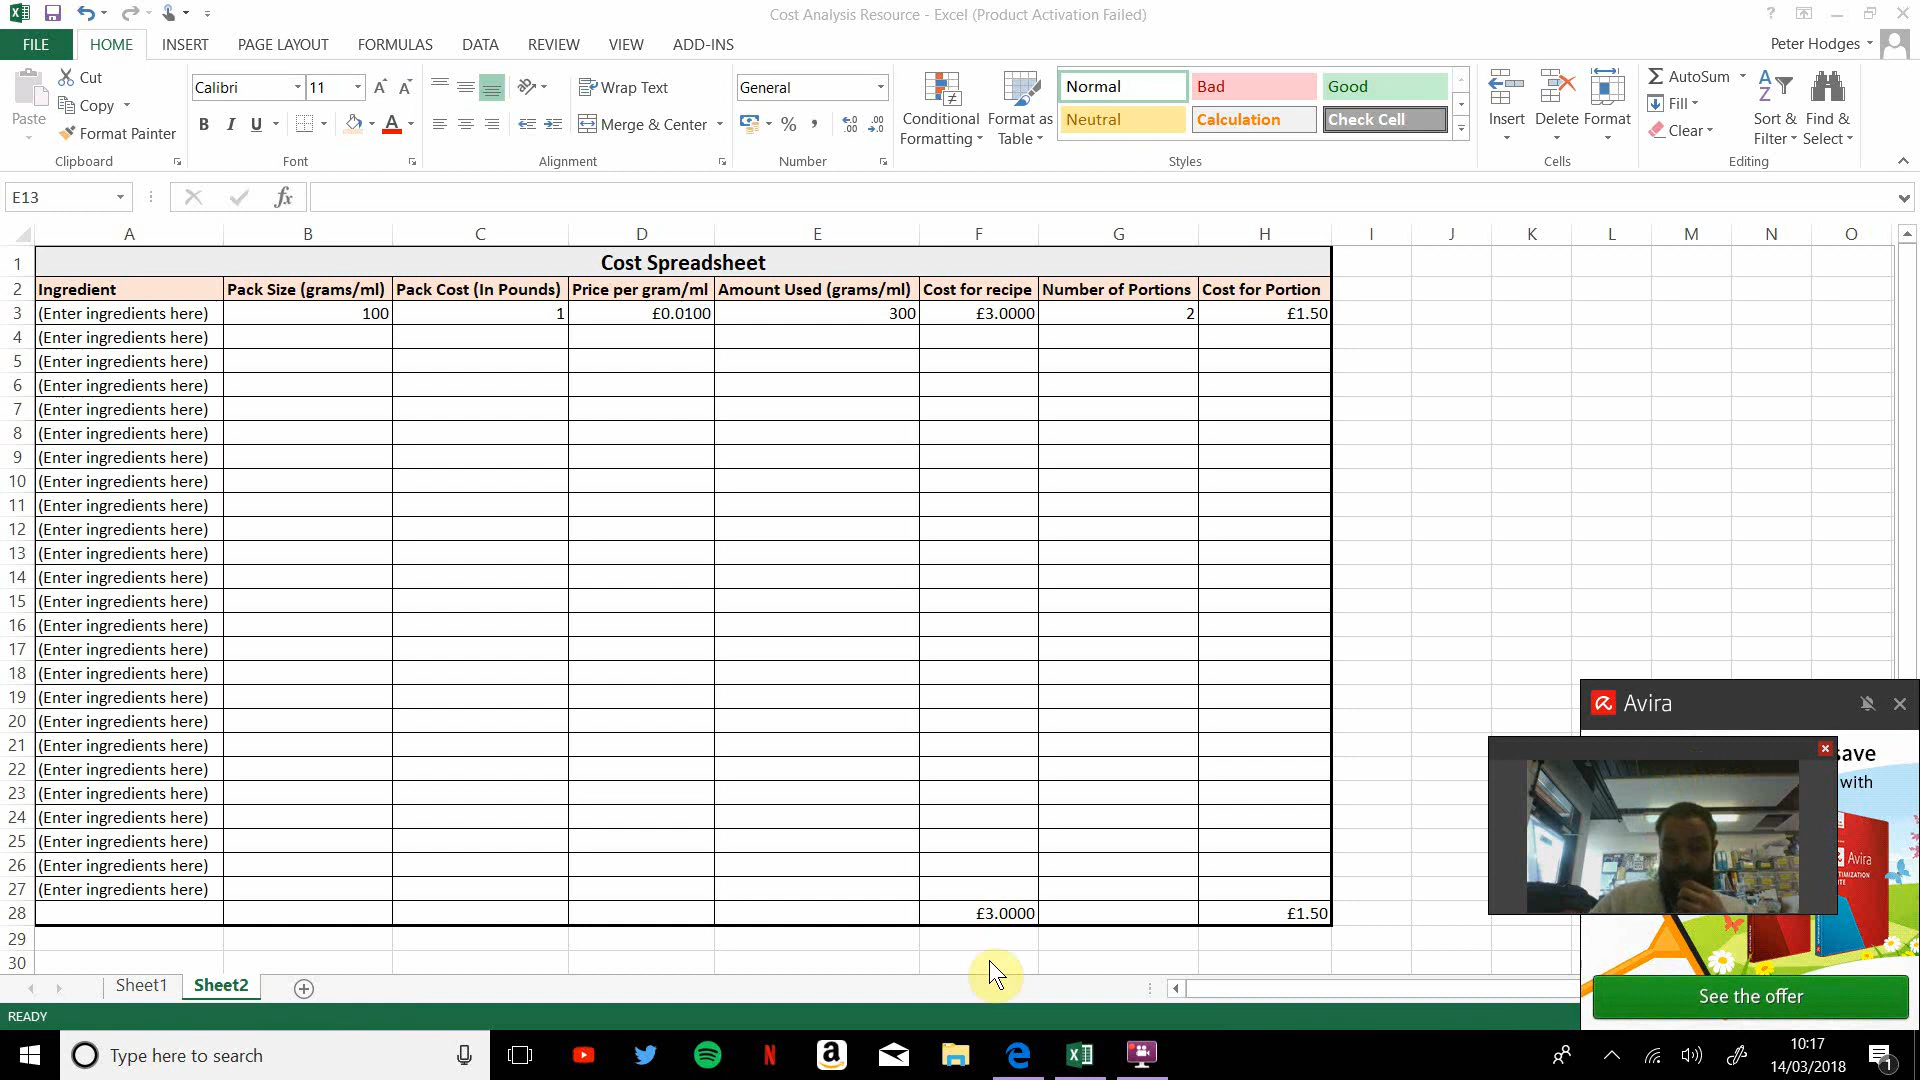 Cost Analysis Resource - Excel (Product Activation Failed)
FILE HOME INSERT PAGE LAYOUT FORMULAS DATA REVIEW VIEW ADD-INS Peter Hodges
Paste Cut Copy Format Painter Clipboard
Calibri 11 B I U A A Font
Wrap Text Merge & Center Alignment
General % Number
Conditional Formatting Format as Table
Normal Bad Good
Neutral Calculation Check Cell
Styles
Insert Delete Format Cells
AutoSum Fill Clear Sort & Filter Find & Select Editing
E13 fx
A B C D E F G H I J K L M N O
1 Cost Spreadsheet
2 Ingredient Pack Size (grams/ml) Pack Cost (In Pounds) Price per gram/ml Amount Used (grams/ml) Cost for recipe Number of Portions Cost for Portion
3 (Enter ingredients here) 100 1 £0.0100 300 £3.0000 2 £1.50
4 (Enter ingredients here)
5 (Enter ingredients here)
6 (Enter ingredients here)
7 (Enter ingredients here)
8 (Enter ingredients here)
9 (Enter ingredients here)
10 (Enter ingredients here)
11 (Enter ingredients here)
12 (Enter ingredients here)
13 (Enter ingredients here)
14 (Enter ingredients here)
15 (Enter ingredients here)
16 (Enter ingredients here)
17 (Enter ingredients here)
18 (Enter ingredients here)
19 (Enter ingredients here)
20 (Enter ingredients here)
21 (Enter ingredients here)
22 (Enter ingredients here)
23 (Enter ingredients here)
24 (Enter ingredients here)
25 (Enter ingredients here)
26 (Enter ingredients here)
27 (Enter ingredients here)
28 £3.0000 £1.50
29
30
Avira
save
with
Avira
See the offer
Sheet1 Sheet2
READY
Type here to search
10:17
14/03/2018
1